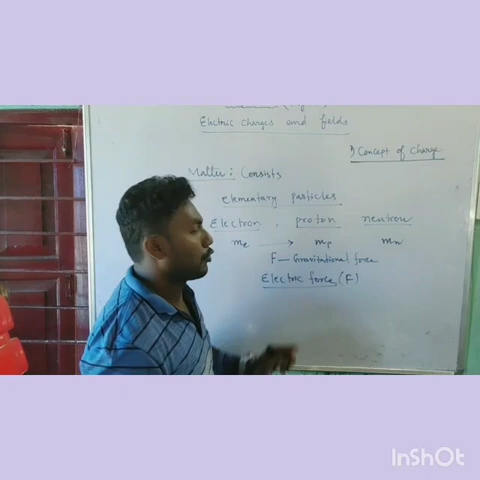 Electric charges and fields
1) Concept of Charge
Matter : Consists
elementary particles
Electron , proton neutron
me → mp mn
F — Gravitational force
Electric force (F)
InShOt